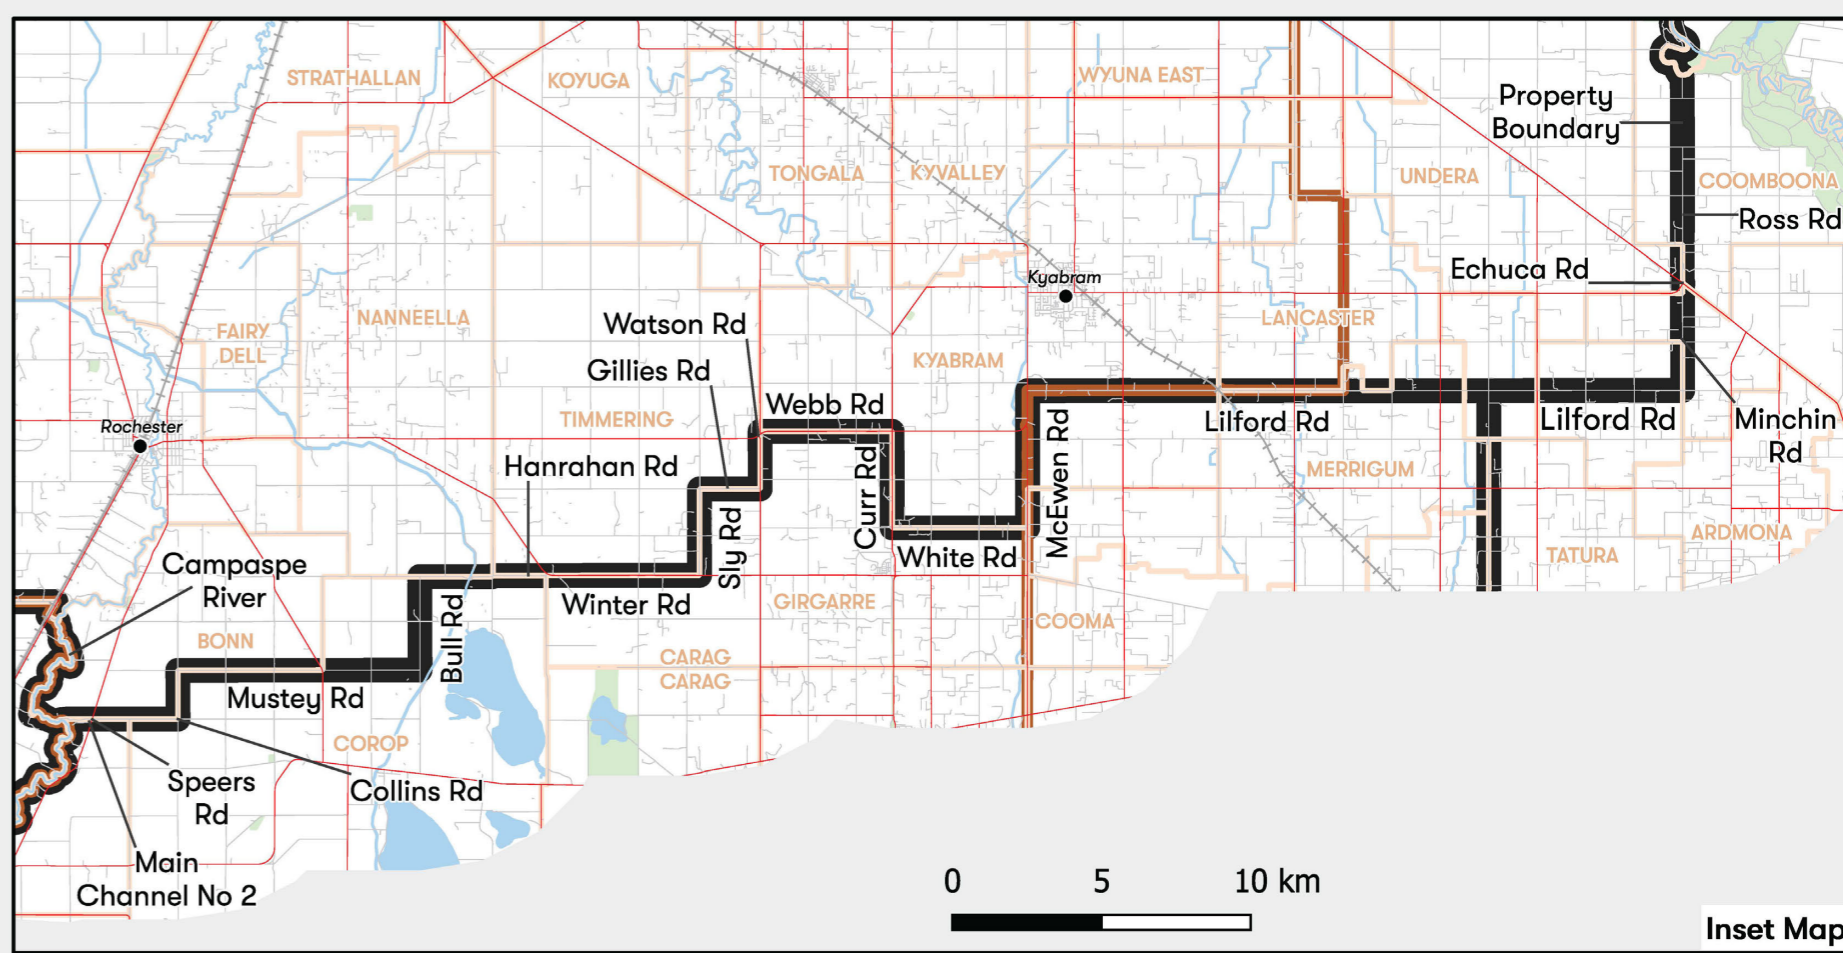 STRATHALLAN
KOYUGA
WYUNA EAST
Property
Boundary
TONGALA
KYVALLEY
UNDERA
COOMBOONA
Ross Rd
Echuca Rd
Kyabram
NANNEELLA
FAIRY
DELL
Watson Rd
LANCASTER
Gillies Rd
KYABRAM
Webb Rd
TIMMERING
Rochester
Lilford Rd
Lilford Rd
Minchin
Rd
Hanrahan Rd
Curr Rd
McEwen Rd
MERRIGUM
Sly Rd
ARDMONA
TATURA
White Rd
Campaspe
River
Winter Rd
GIRGARRE
COOMA
Bull Rd
BONN
CARAG
CARAG
Mustey Rd
COROP
Speers
Rd
Collins Rd
Main
Channel No 2
0 5 10 km
Inset Map